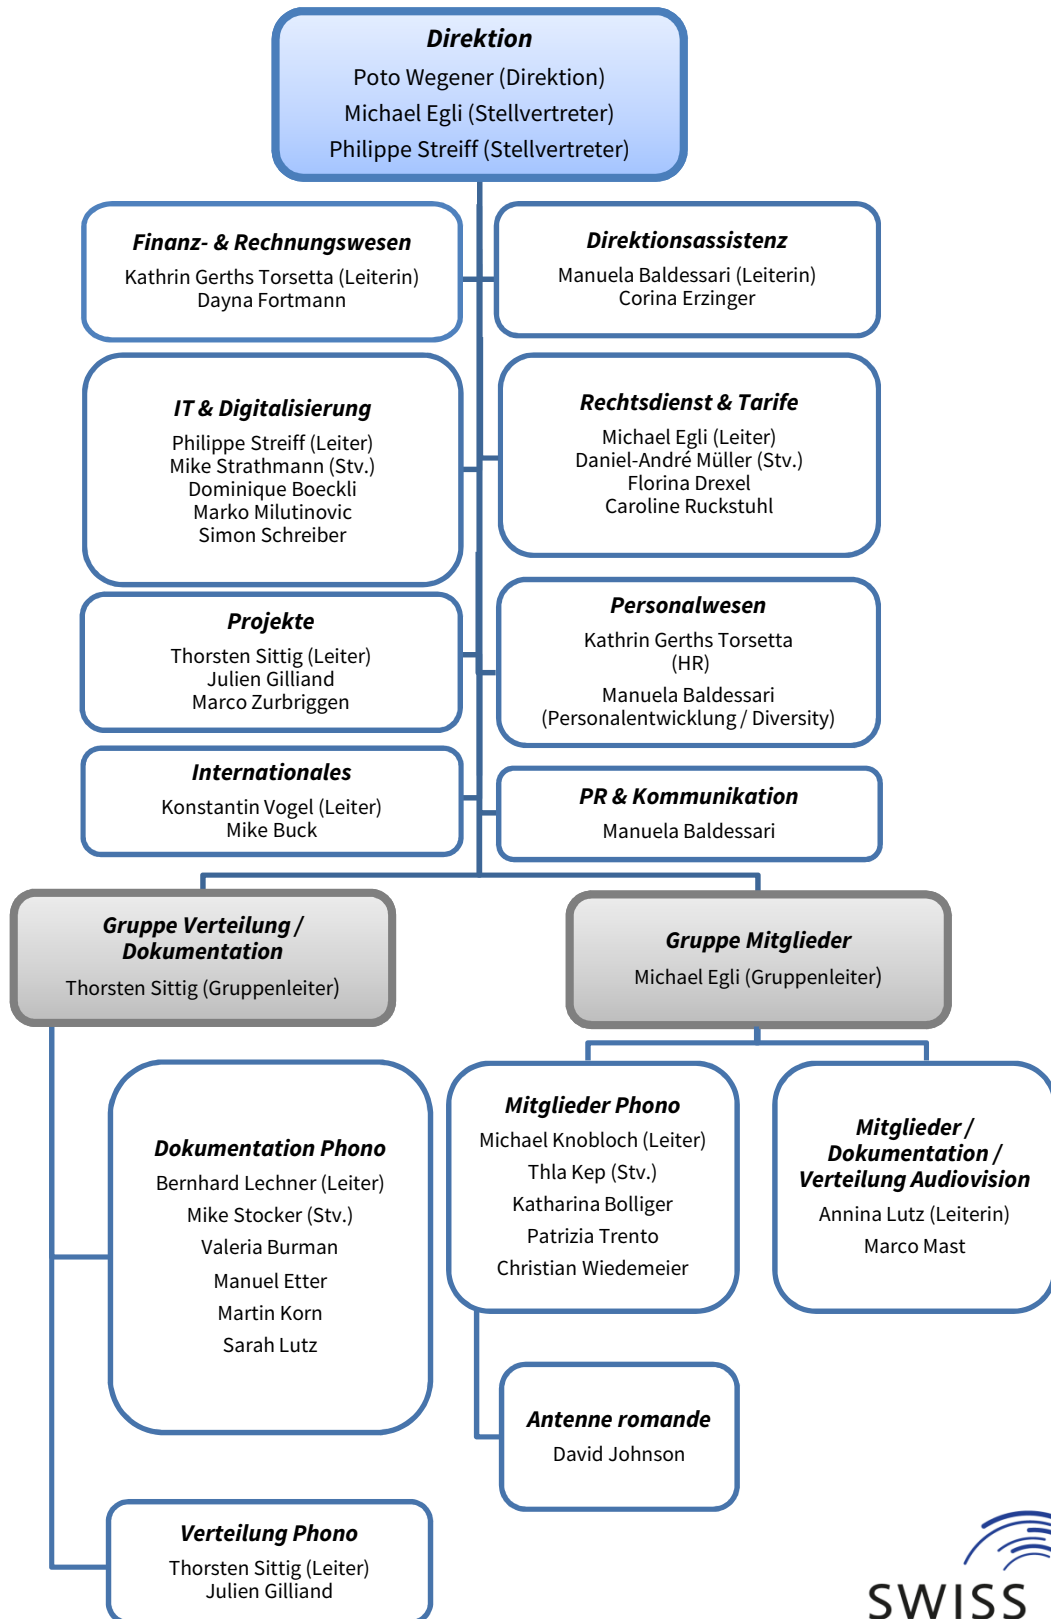 Direktion
Poto Wegener (Direktion)
Michael Egli (Stellvertreter)
Philippe Streiff (Stellvertreter)
Finanz- & Rechnungswesen
Kathrin Gerths Torsetta (Leiterin)
Dayna Fortmann
Direktionsassistenz
Manuela Baldessari (Leiterin)
Corina Erzinger
IT & Digitalisierung
Philippe Streiff (Leiter)
Mike Strathmann (Stv.)
Dominique Boeckli
Marko Milutinovic
Simon Schreiber
Rechtsdienst & Tarife
Michael Egli (Leiter)
Daniel-André Müller (Stv.)
Florina Drexel
Caroline Ruckstuhl
Projekte
Thorsten Sittig (Leiter)
Julien Gilliand
Marco Zurbriggen
Personalwesen
Kathrin Gerths Torsetta
(HR)
Manuela Baldessari
(Personalentwicklung / Diversity)
Internationales
Konstantin Vogel (Leiter)
Mike Buck
PR & Kommunikation
Manuela Baldessari
Gruppe Verteilung /
Dokumentation
Thorsten Sittig (Gruppenleiter)
Gruppe Mitglieder
Michael Egli (Gruppenleiter)
Dokumentation Phono
Bernhard Lechner (Leiter)
Mike Stocker (Stv.)
Valeria Burman
Manuel Etter
Martin Korn
Sarah Lutz
Mitglieder Phono
Michael Knobloch (Leiter)
Thla Kep (Stv.)
Katharina Bolliger
Patrizia Trento
Christian Wiedemeier
Mitglieder /
Dokumentation /
Verteilung Audiovision
Annina Lutz (Leiterin)
Marco Mast
Antenne romande
David Johnson
Verteilung Phono
Thorsten Sittig (Leiter)
Julien Gilliand
SWISS